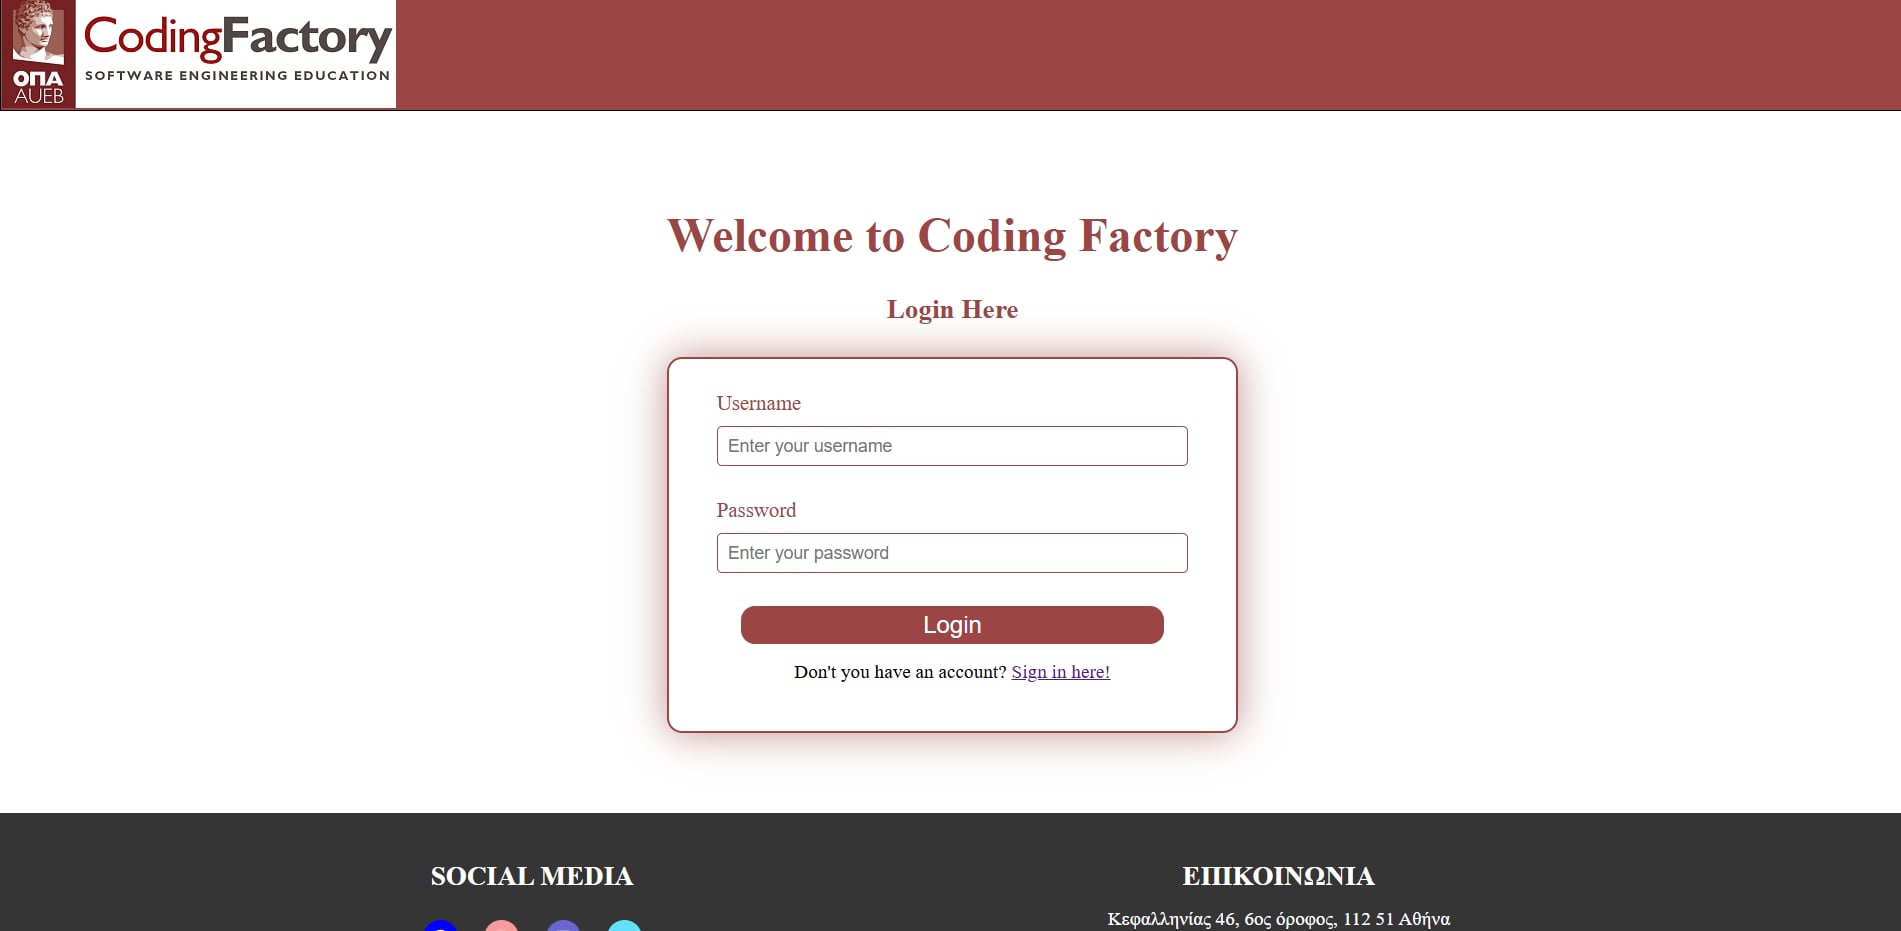 ΟΠΑ
AUEB
CodingFactory
SOFTWARE ENGINEERING EDUCATION
Welcome to Coding Factory
Login Here
Username
Enter your username
Password
Enter your password
Login
Don't you have an account? Sign in here!
SOCIAL MEDIA
ΕΠΙΚΟΙΝΩΝΙΑ
Κεφαλληνίας 46, 6ος όροφος, 112 51 Αθήνα